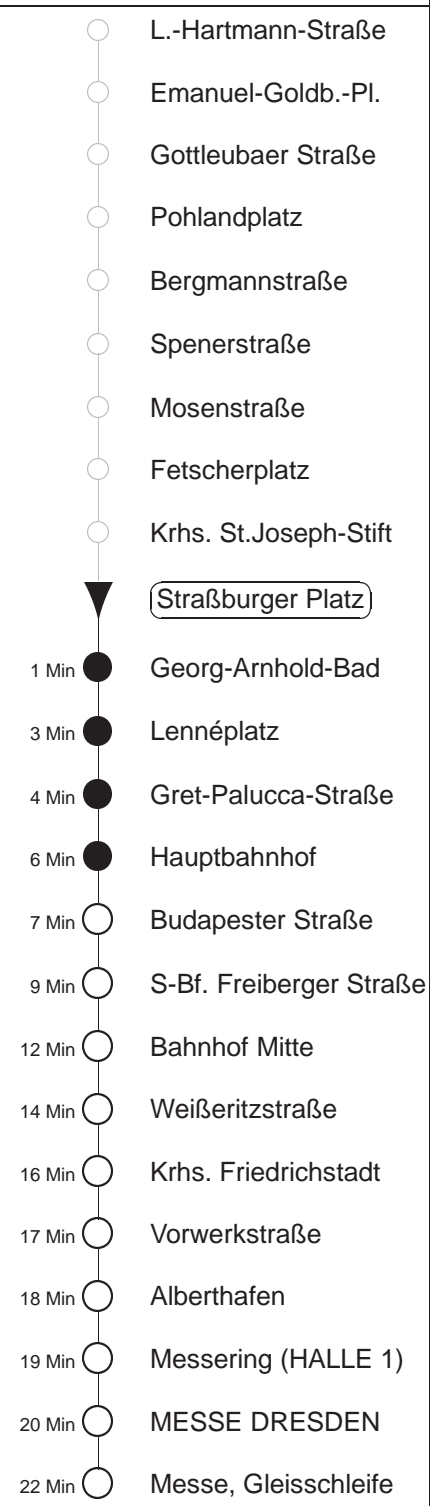 L.-Hartmann-Straße
Emanuel-Goldb.-Pl.
Gottleubaer Straße
Pohlandplatz
Bergmannstraße
Spenerstraße
Mosenstraße
Fetscherplatz
Krhs. St.Joseph-Stift
Straßburger Platz
1 Min Georg-Arnhold-Bad
3 Min Lennéplatz
4 Min Gret-Palucca-Straße
6 Min Hauptbahnhof
7 Min Budapester Straße
9 Min S-Bf. Freiberger Straße
12 Min Bahnhof Mitte
14 Min Weißeritzstraße
16 Min Krhs. Friedrichstadt
17 Min Vorwerkstraße
18 Min Alberthafen
19 Min Messering (HALLE 1)
20 Min MESSE DRESDEN
22 Min Messe, Gleisschleife